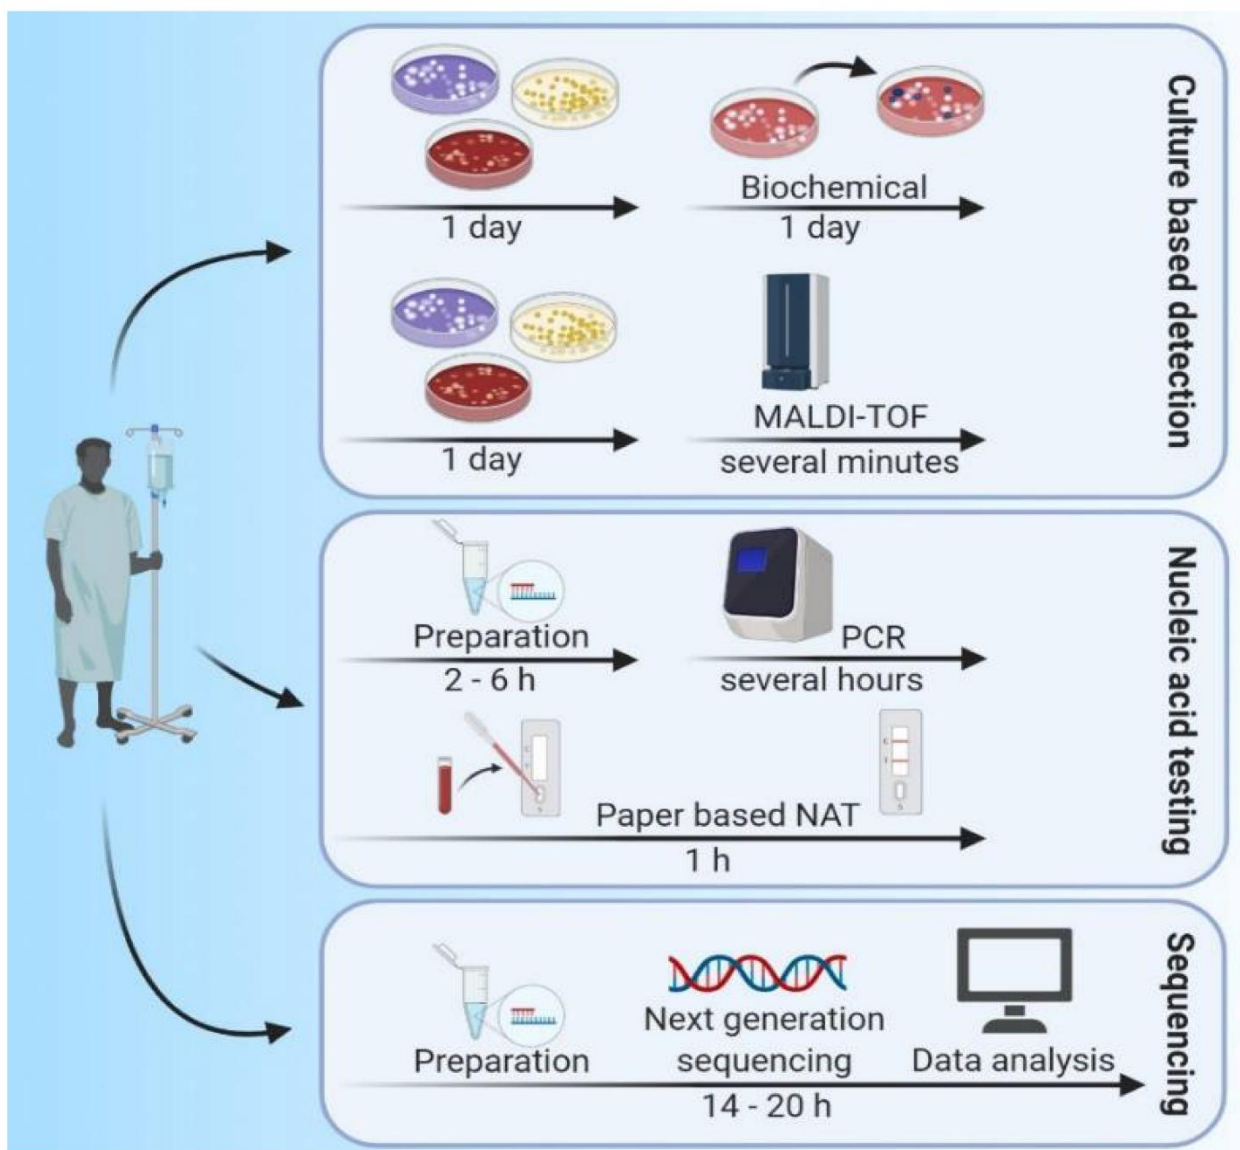 Culture based detection
1 day
Biochemical
1 day
1 day
MALDI-TOF
several minutes
Nucleic acid testing
Preparation
2 - 6 h
PCR
several hours
Paper based NAT
1 h
Sequencing
Preparation
Next generation
sequencing
Data analysis
14 - 20 h